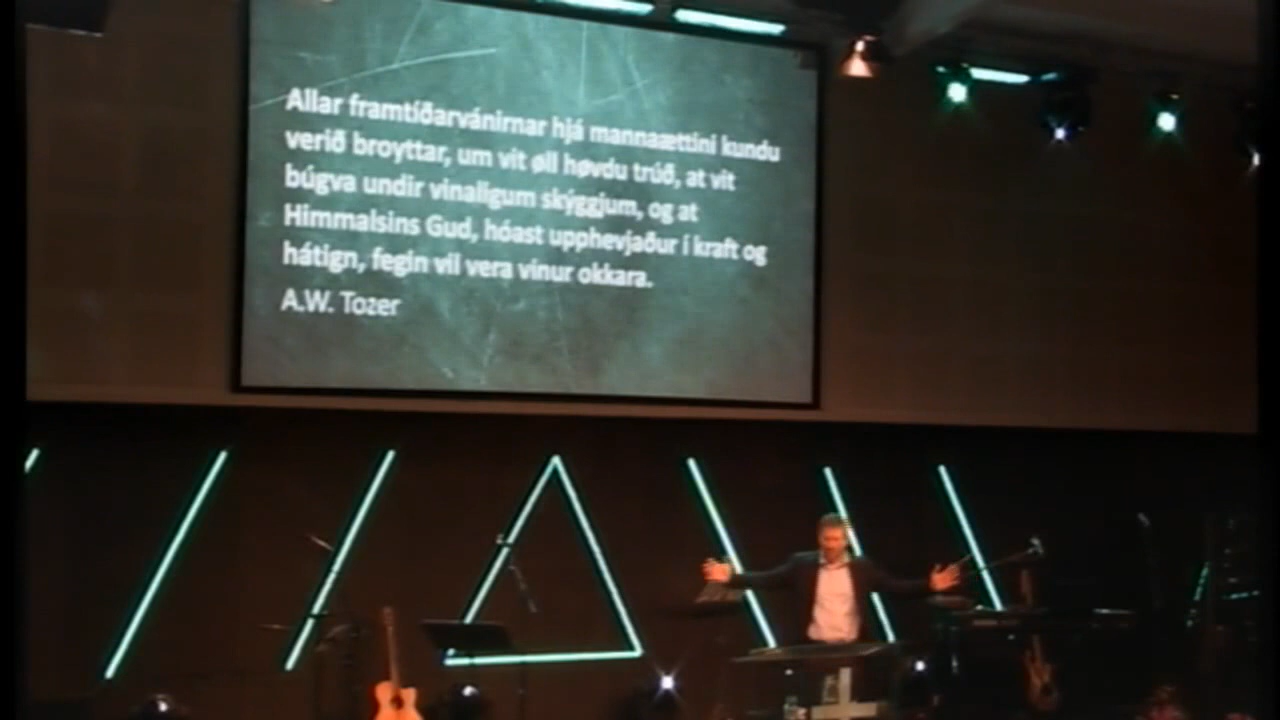 Allar framtíðarvánirnar hjá mannaættini kundu
verið broyttar, um vit øll høvdu trúð, at vit
búgva undir vinaligum skýggjum, og at
Himmalsins Gud, hóast upphevjaður í kraft og
hátign, fegin vil vera vinur okkara.
A.W. Tozer